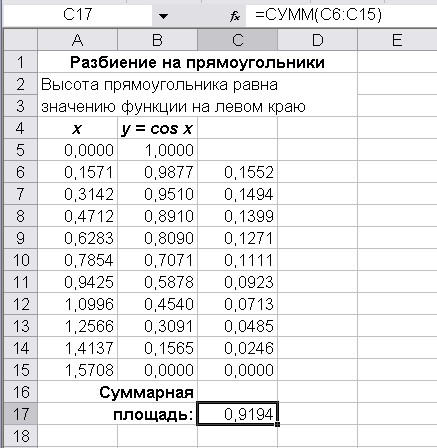 C17 fx =СУММ(C6:C15)
A B C D E
1 Разбиение на прямоугольники
2 Высота прямоугольника равна
3 значению функции на левом краю
4 x y = cos x
5 0,0000 1,0000
6 0,1571 0,9877 0,1552
7 0,3142 0,9510 0,1494
8 0,4712 0,8910 0,1399
9 0,6283 0,8090 0,1271
10 0,7854 0,7071 0,1111
11 0,9425 0,5878 0,0923
12 1,0996 0,4540 0,0713
13 1,2566 0,3091 0,0485
14 1,4137 0,1565 0,0246
15 1,5708 0,0000 0,0000
16 Суммарная
17 площадь: 0,9194
18